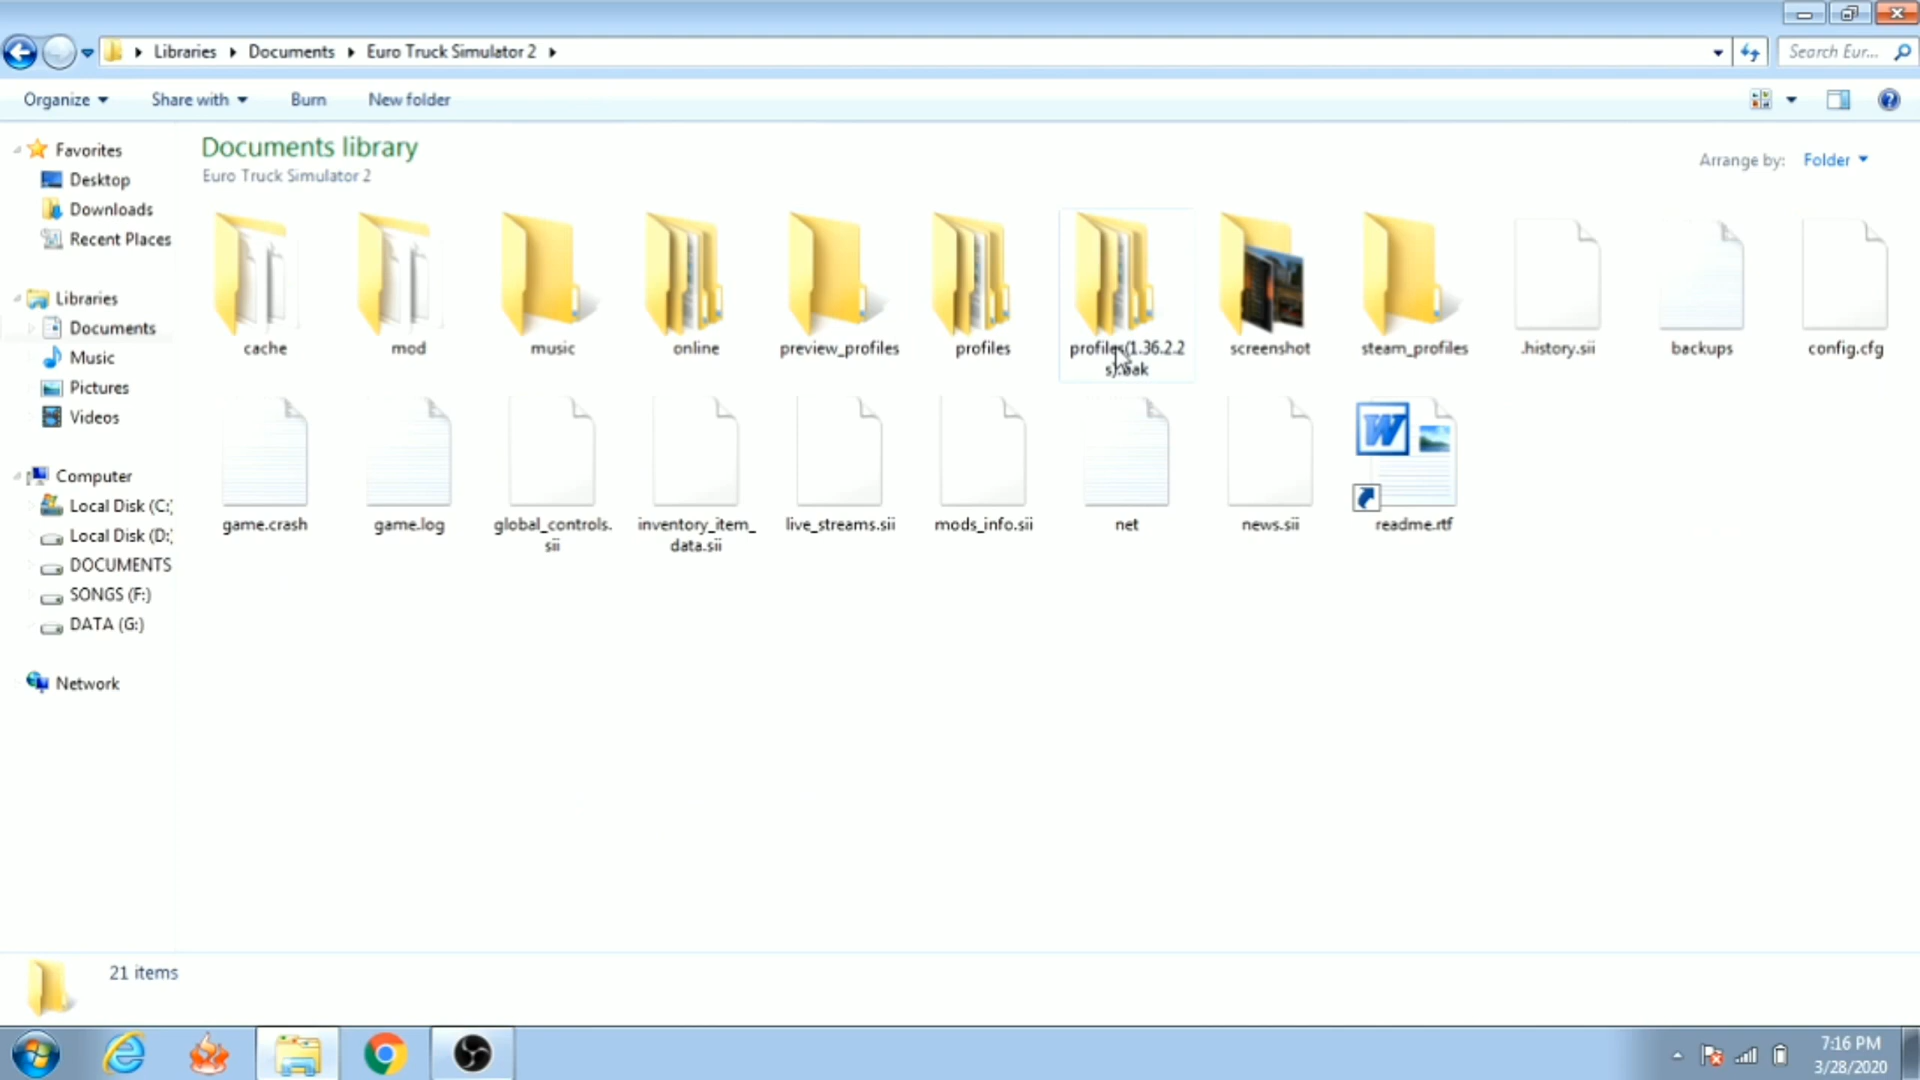 Libraries Documents Euro Truck Simulator 2
Search Eur...
Organize Share with Burn New folder
Favorites
Desktop
Downloads
Recent Places
Libraries
Documents
Music
Pictures
Videos
Computer
Local Disk (C:
Local Disk (D:
DOCUMENTS
SONGS (F:)
DATA (G:)
Network
Documents library
Euro Truck Simulator 2
Arrange by: Folder
cache mod music online preview_profiles profiles profiles(1.36.2.2 screenshot steam_profiles .history.sii backups config.cfg
s).bak
game.crash game.log global_controls. inventory_item_ live_streams.sii mods_info.sii net news.sii readme.rtf
sii data.sii
21 items
7:16 PM
3/28/2020